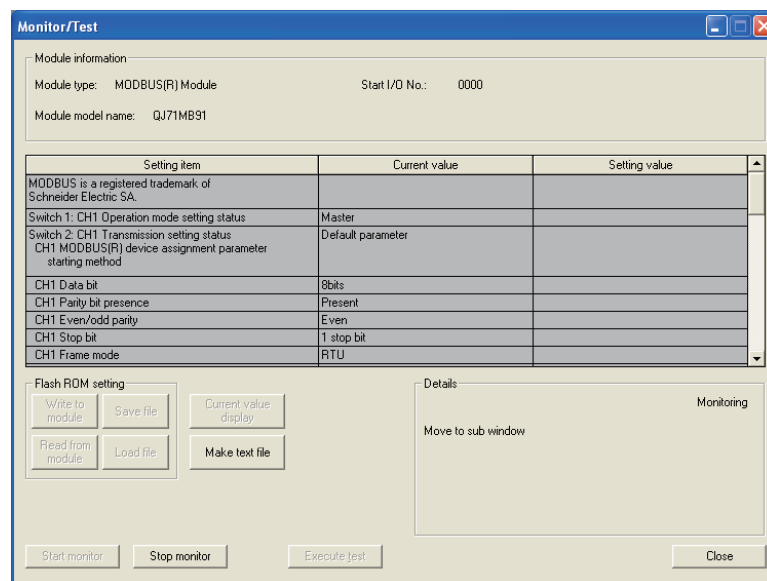 Monitor/Test
Module information
Module type: MODBUS(R) Module Start I/O No.: 0000
Module model name: QJ71MB91
Setting item Current value Setting value
MODBUS is a registered trademark of
Schneider Electric SA.
Switch 1: CH1 Operation mode setting status Master
Switch 2: CH1 Transmission setting status Default parameter
CH1 MODBUS(R) device assignment parameter
starting method
CH1 Data bit 8bits
CH1 Parity bit presence Present
CH1 Even/odd parity Even
CH1 Stop bit 1 stop bit
CH1 Frame mode RTU
Flash ROM setting
Write to
module
Save file
Current value
display
Read from
module
Load file
Make text file
Details
Monitoring
Move to sub window
Start monitor Stop monitor Execute test Close